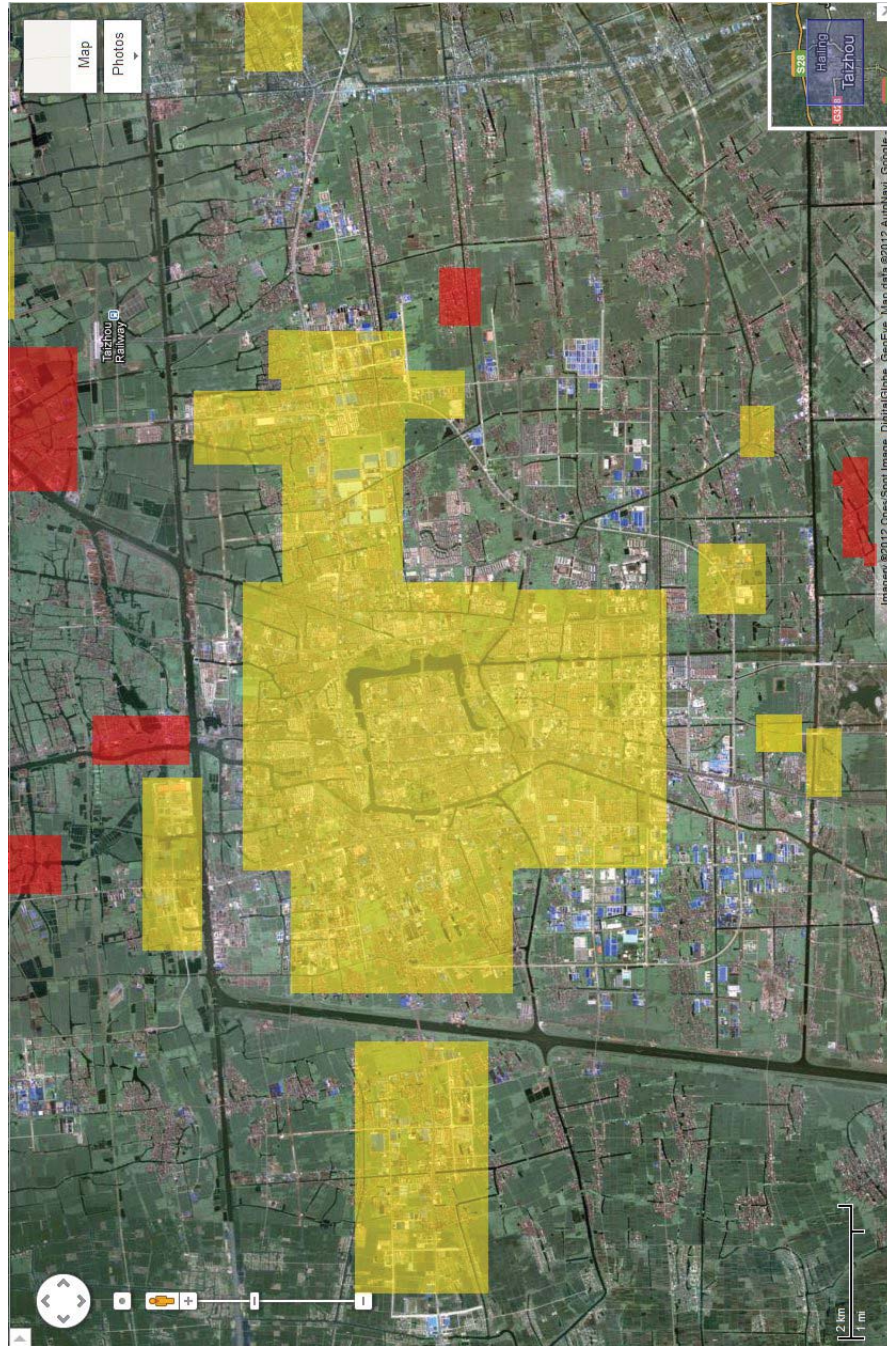 Map
Photos
S28
Hailing
Taizhou
G328
Taizhou
Railway
2 km
1 mi
Imagery ©2012 Cnes/Spot Image, DigitalGlobe, GeoEye, Map data ©2012 AutoNavi, Google